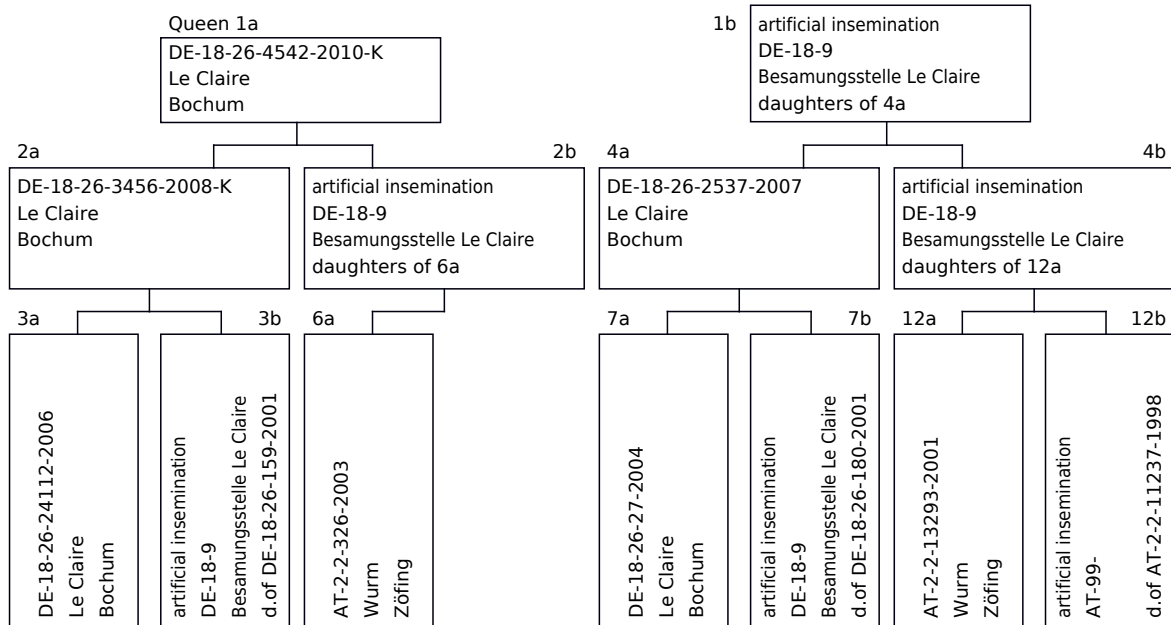 Queen 1a
DE-18-26-4542-2010-K
Le Claire
Bochum
1b
artificial insemination
DE-18-9
Besamungsstelle Le Claire
daughters of 4a
2a
DE-18-26-3456-2008-K
Le Claire
Bochum
2b
artificial insemination
DE-18-9
Besamungsstelle Le Claire
daughters of 6a
4a
DE-18-26-2537-2007
Le Claire
Bochum
4b
artificial insemination
DE-18-9
Besamungsstelle Le Claire
daughters of 12a
3a
DE-18-26-24112-2006
Le Claire
Bochum
3b
artificial insemination
DE-18-9
Besamungsstelle Le Claire
d.of DE-18-26-159-2001
6a
AT-2-2-326-2003
Wurm
Zöfing
7a
DE-18-26-27-2004
Le Claire
Bochum
7b
artificial insemination
DE-18-9
Besamungsstelle Le Claire
d.of DE-18-26-180-2001
12a
AT-2-2-13293-2001
Wurm
Zöfing
12b
artificial insemination
AT-99-
d.of AT-2-2-11237-1998